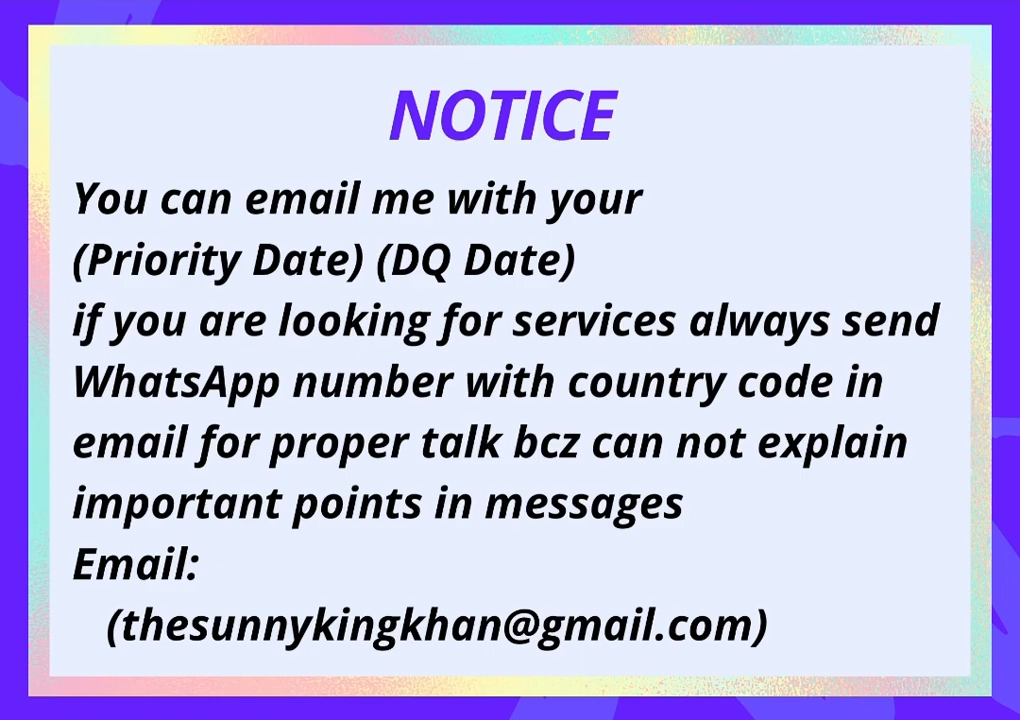 NOTICE
You can email me with your
(Priority Date) (DQ Date)
if you are looking for services always send
WhatsApp number with country code in
email for proper talk bcz can not explain
important points in messages
Email:
(thesunnykingkhan@gmail.com)